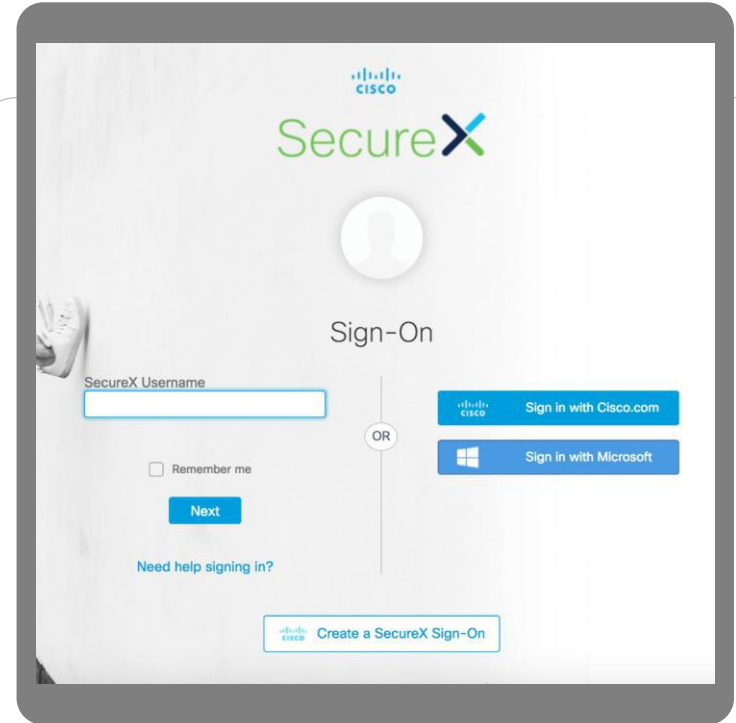 CISCO
SecureX
Sign-On
SecureX Username
Remember me
Next
Need help signing in?
OR
CISCO Sign in with Cisco.com
Sign in with Microsoft
CISCO Create a SecureX Sign-On